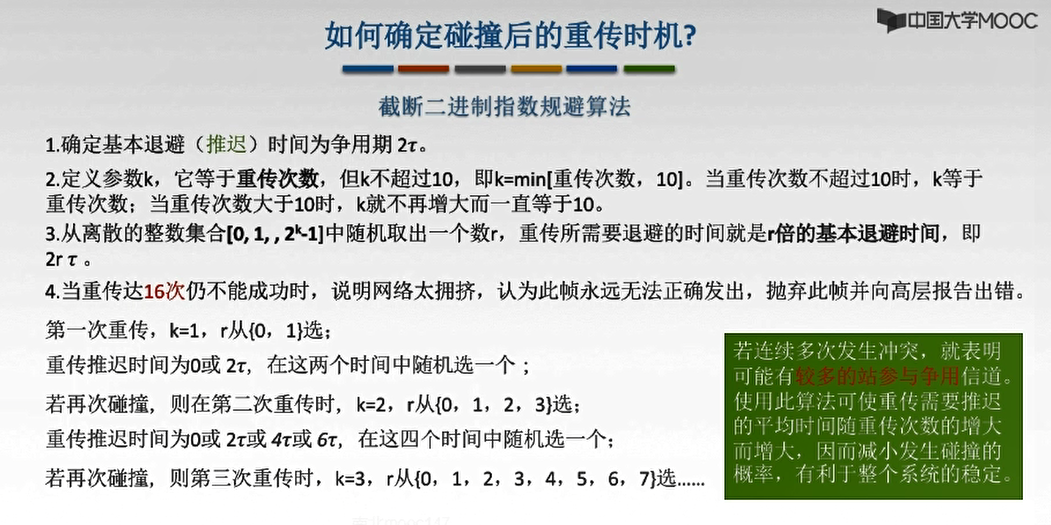 中国大学MOOC
如何确定碰撞后的重传时机?
截断二进制指数规避算法
1.确定基本退避（推迟）时间为争用期 2τ。
2.定义参数k，它等于重传次数，但k不超过10，即k=min[重传次数，10]。当重传次数不超过10时，k等于
重传次数；当重传次数大于10时，k就不再增大而一直等于10。
3.从离散的整数集合[0, 1, , 2ᵏ-1]中随机取出一个数r，重传所需要退避的时间就是r倍的基本退避时间，即
2r τ 。
4.当重传达16次仍不能成功时，说明网络太拥挤，认为此帧永远无法正确发出，抛弃此帧并向高层报告出错。
第一次重传，k=1，r从{0，1}选；
重传推迟时间为0或 2τ，在这两个时间中随机选一个；
若再次碰撞，则在第二次重传时，k=2，r从{0，1，2，3}选；
重传推迟时间为0或 2τ或 4τ或 6τ，在这四个时间中随机选一个；
若再次碰撞，则第三次重传时，k=3，r从{0，1，2，3，4，5，6，7}选......
若连续多次发生冲突，就表明
可能有较多的站参与争用信道。
使用此算法可使重传需要推迟
的平均时间随重传次数的增大
而增大，因而减小发生碰撞的
概率，有利于整个系统的稳定。